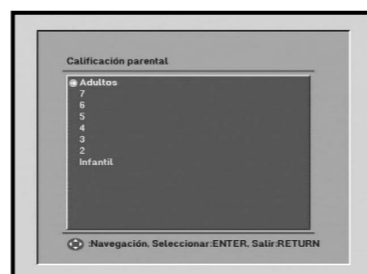 Calificación parental
Adultos
7
6
5
4
3
2
Infantil
:Navegación, Seleccionar:ENTER, Salir:RETURN